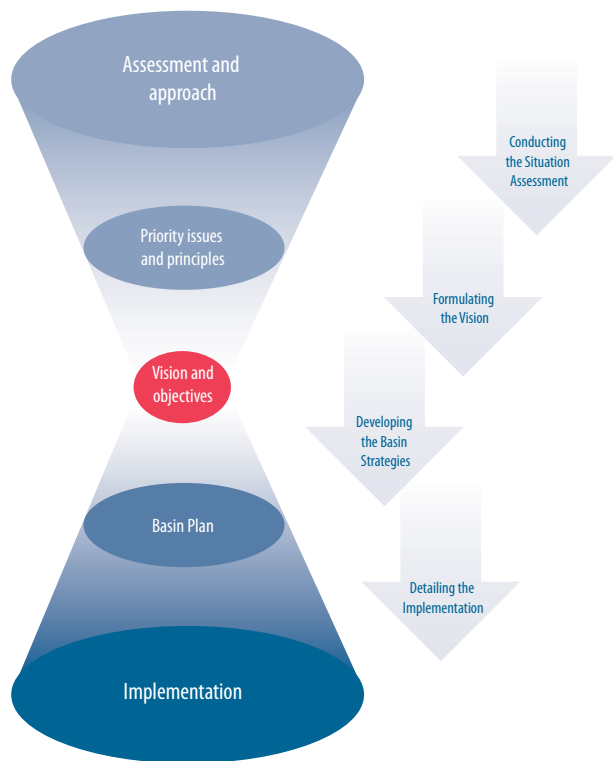 Assessment and
approach
Conducting
the Situation
Assessment
Priority issues
and principles
Formulating
the Vision
Vision and
objectives
Developing
the Basin
Strategies
Basin Plan
Detailing the
Implementation
Implementation